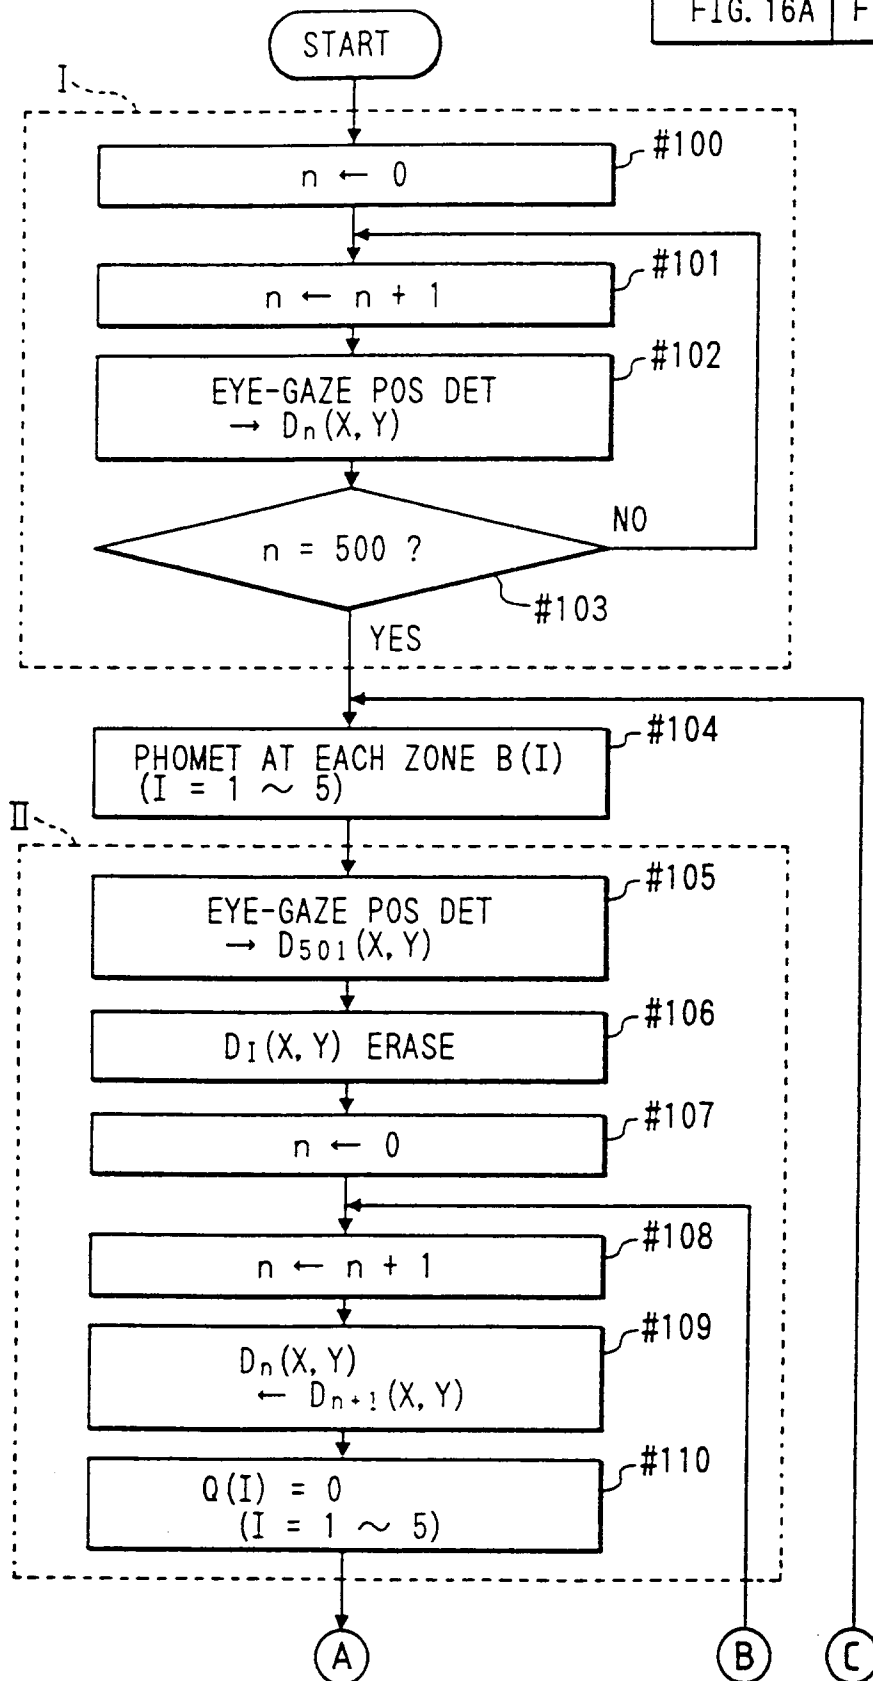 FIG. 16A F
START
I
#100
n ← 0
#101
n ← n + 1
#102
EYE-GAZE POS DET
→ Dn(X, Y)
n = 500 ?
NO
#103
YES
#104
PHOMET AT EACH ZONE B(I)
(I = 1 ~ 5)
II
#105
EYE-GAZE POS DET
→ D501(X, Y)
#106
DI(X, Y) ERASE
#107
n ← 0
#108
n ← n + 1
#109
Dn(X, Y)
← Dn+1(X, Y)
#110
Q(I) = 0
(I = 1 ~ 5)
A B C